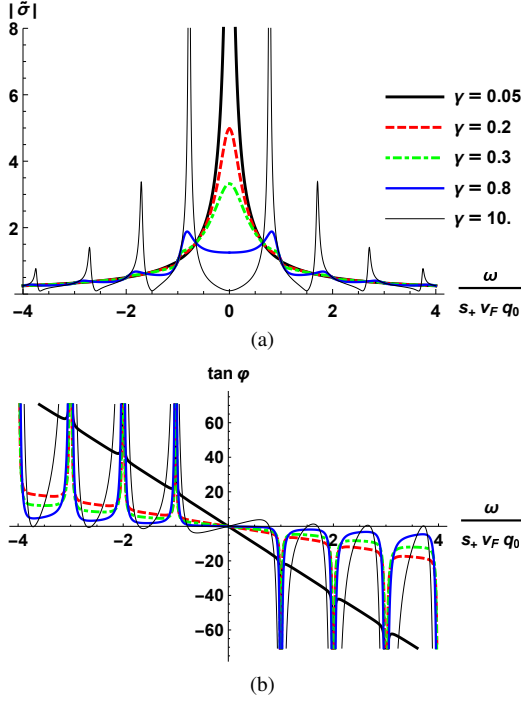 |σ̃|
8
6
4
2
−4 −2 0 2 4
γ = 0.05
γ = 0.2
γ = 0.3
γ = 0.8
γ = 10.
ω
s₊ v_F q₀
(a)
tan φ
60
40
20
−4 −2 2 4
−20
−40
−60
ω
s₊ v_F q₀
(b)